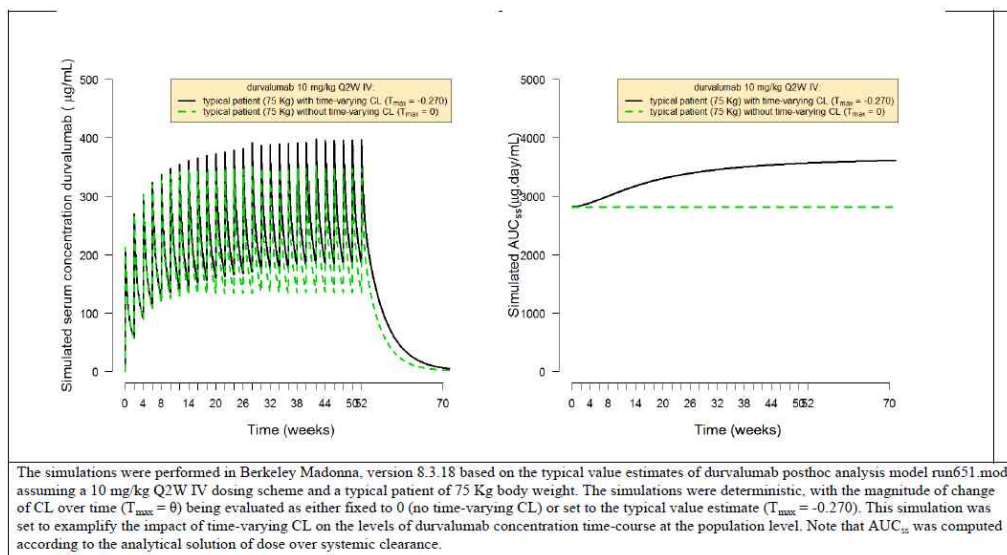 durvalumab 10 mg/kg Q2W IV:
typical patient (75 Kg) with time-varying CL (Tmax = -0.270)
typical patient (75 Kg) without time-varying CL (Tmax = 0)
Simulated serum concentration durvalumab ( µg/mL)
500
400
300
200
100
0
0 4 8 14 20 26 32 38 44 50 52 70
Time (weeks)
durvalumab 10 mg/kg Q2W IV:
typical patient (75 Kg) with time-varying CL (Tmax = -0.270)
typical patient (75 Kg) without time-varying CL (Tmax = 0)
Simulated AUCss(µg.day/mL)
5000
4000
3000
2000
1000
0
0 4 8 14 20 26 32 38 44 50 52 70
Time (weeks)
The simulations were performed in Berkeley Madonna, version 8.3.18 based on the typical value estimates of durvalumab posthoc analysis model run651.mod
assuming a 10 mg/kg Q2W IV dosing scheme and a typical patient of 75 Kg body weight. The simulations were deterministic, with the magnitude of change
of CL over time (Tmax = θ) being evaluated as either fixed to 0 (no time-varying CL) or set to the typical value estimate (Tmax = -0.270). This simulation was
set to examplify the impact of time-varying CL on the levels of durvalumab concentration time-course at the population level. Note that AUCss was computed
according to the analytical solution of dose over systemic clearance.